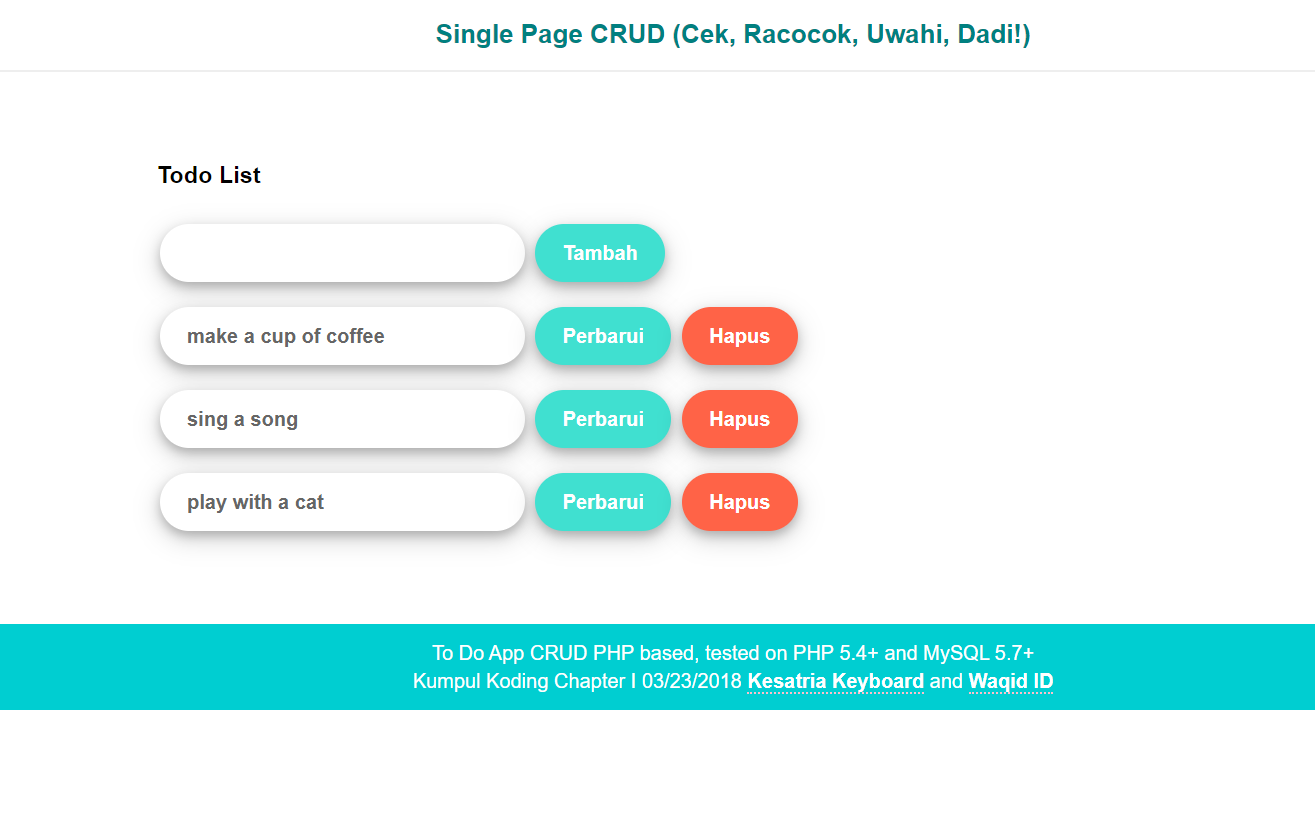 Single Page CRUD (Cek, Racocok, Uwahi, Dadi!)
Todo List
Tambah
make a cup of coffee Perbarui Hapus
sing a song Perbarui Hapus
play with a cat Perbarui Hapus
To Do App CRUD PHP based, tested on PHP 5.4+ and MySQL 5.7+
Kumpul Koding Chapter I 03/23/2018 Kesatria Keyboard and Waqid ID